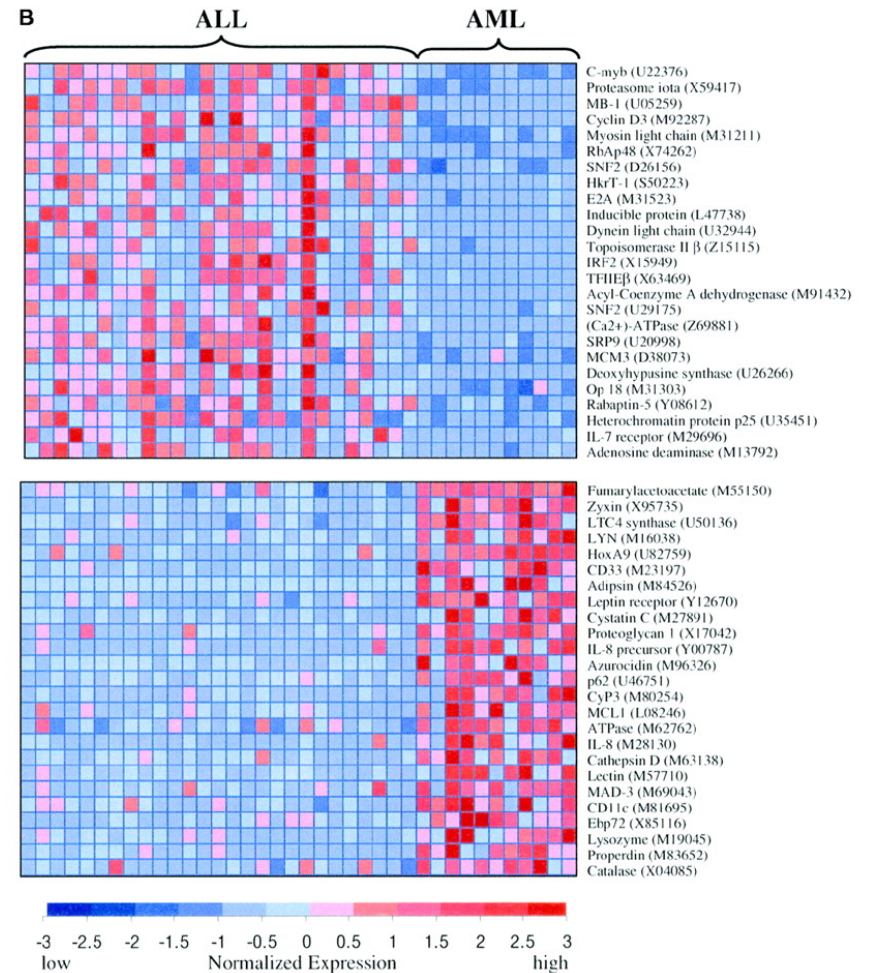 B
ALL AML
C-myb (U22376)
Proteasome iota (X59417)
MB-1 (U05259)
Cyclin D3 (M92287)
Myosin light chain (M31211)
RbAp48 (X74262)
SNF2 (D26156)
HkrT-1 (S50223)
E2A (M31523)
Inducible protein (L47738)
Dynein light chain (U32944)
Topoisomerase II β (Z15115)
IRF2 (X15949)
TFIIEβ (X63469)
Acyl-Coenzyme A dehydrogenase (M91432)
SNF2 (U29175)
(Ca2+)-ATPase (Z69881)
SRP9 (U20998)
MCM3 (D38073)
Deoxyhypusine synthase (U26266)
Op 18 (M31303)
Rabaptin-5 (Y08612)
Heterochromatin protein p25 (U35451)
IL-7 receptor (M29696)
Adenosine deaminase (M13792)
Fumarylacetoacetate (M55150)
Zyxin (X95735)
LTC4 synthase (U50136)
LYN (M16038)
HoxA9 (U82759)
CD33 (M23197)
Adipsin (M84526)
Leptin receptor (Y12670)
Cystatin C (M27891)
Proteoglycan 1 (X17042)
IL-8 precursor (Y00787)
Azurocidin (M96326)
p62 (U46751)
CyP3 (M80254)
MCL1 (L08246)
ATPase (M62762)
IL-8 (M28130)
Cathepsin D (M63138)
Lectin (M57710)
MAD-3 (M69043)
CD11c (M81695)
Ebp72 (X85116)
Lysozyme (M19045)
Properdin (M83652)
Catalase (X04085)
-3 -2.5 -2 -1.5 -1 -0.5 0 0.5 1 1.5 2 2.5 3
low Normalized Expression high